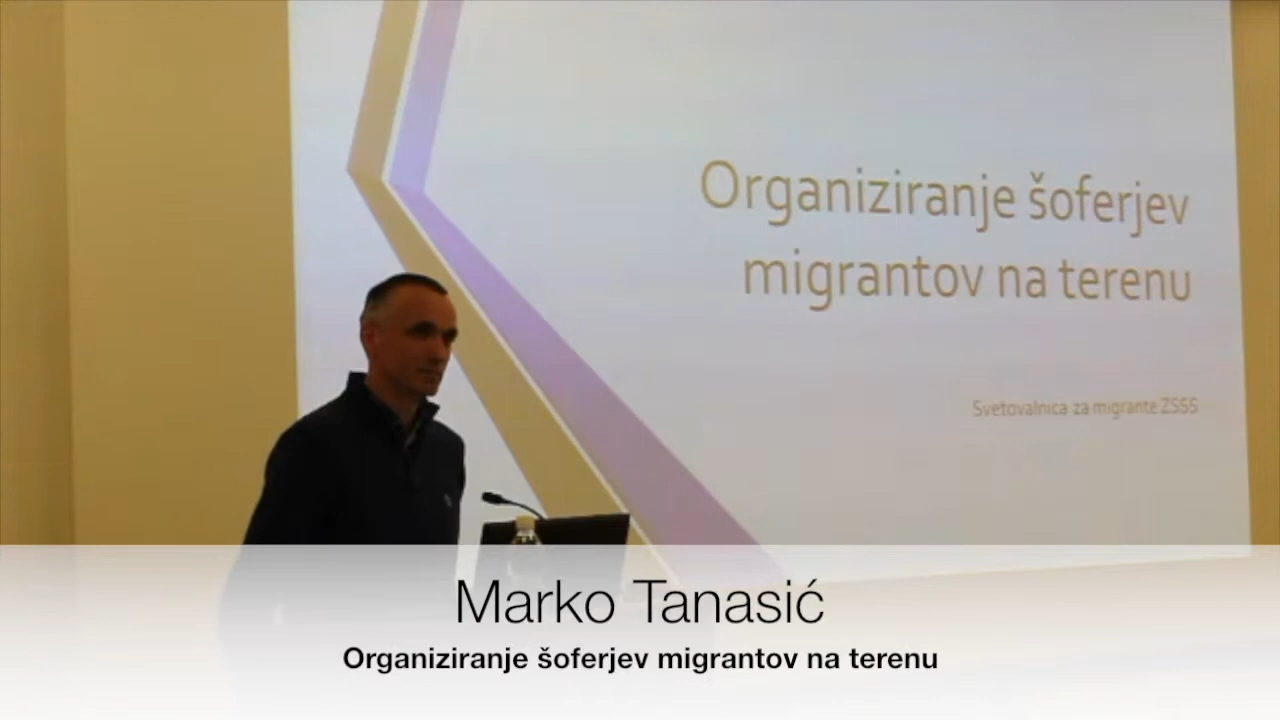 Organiziranje šoferjev
migrantov na terenu
Svetovalnica za migrante ZSSS
Marko Tanasić
Organiziranje šoferjev migrantov na terenu